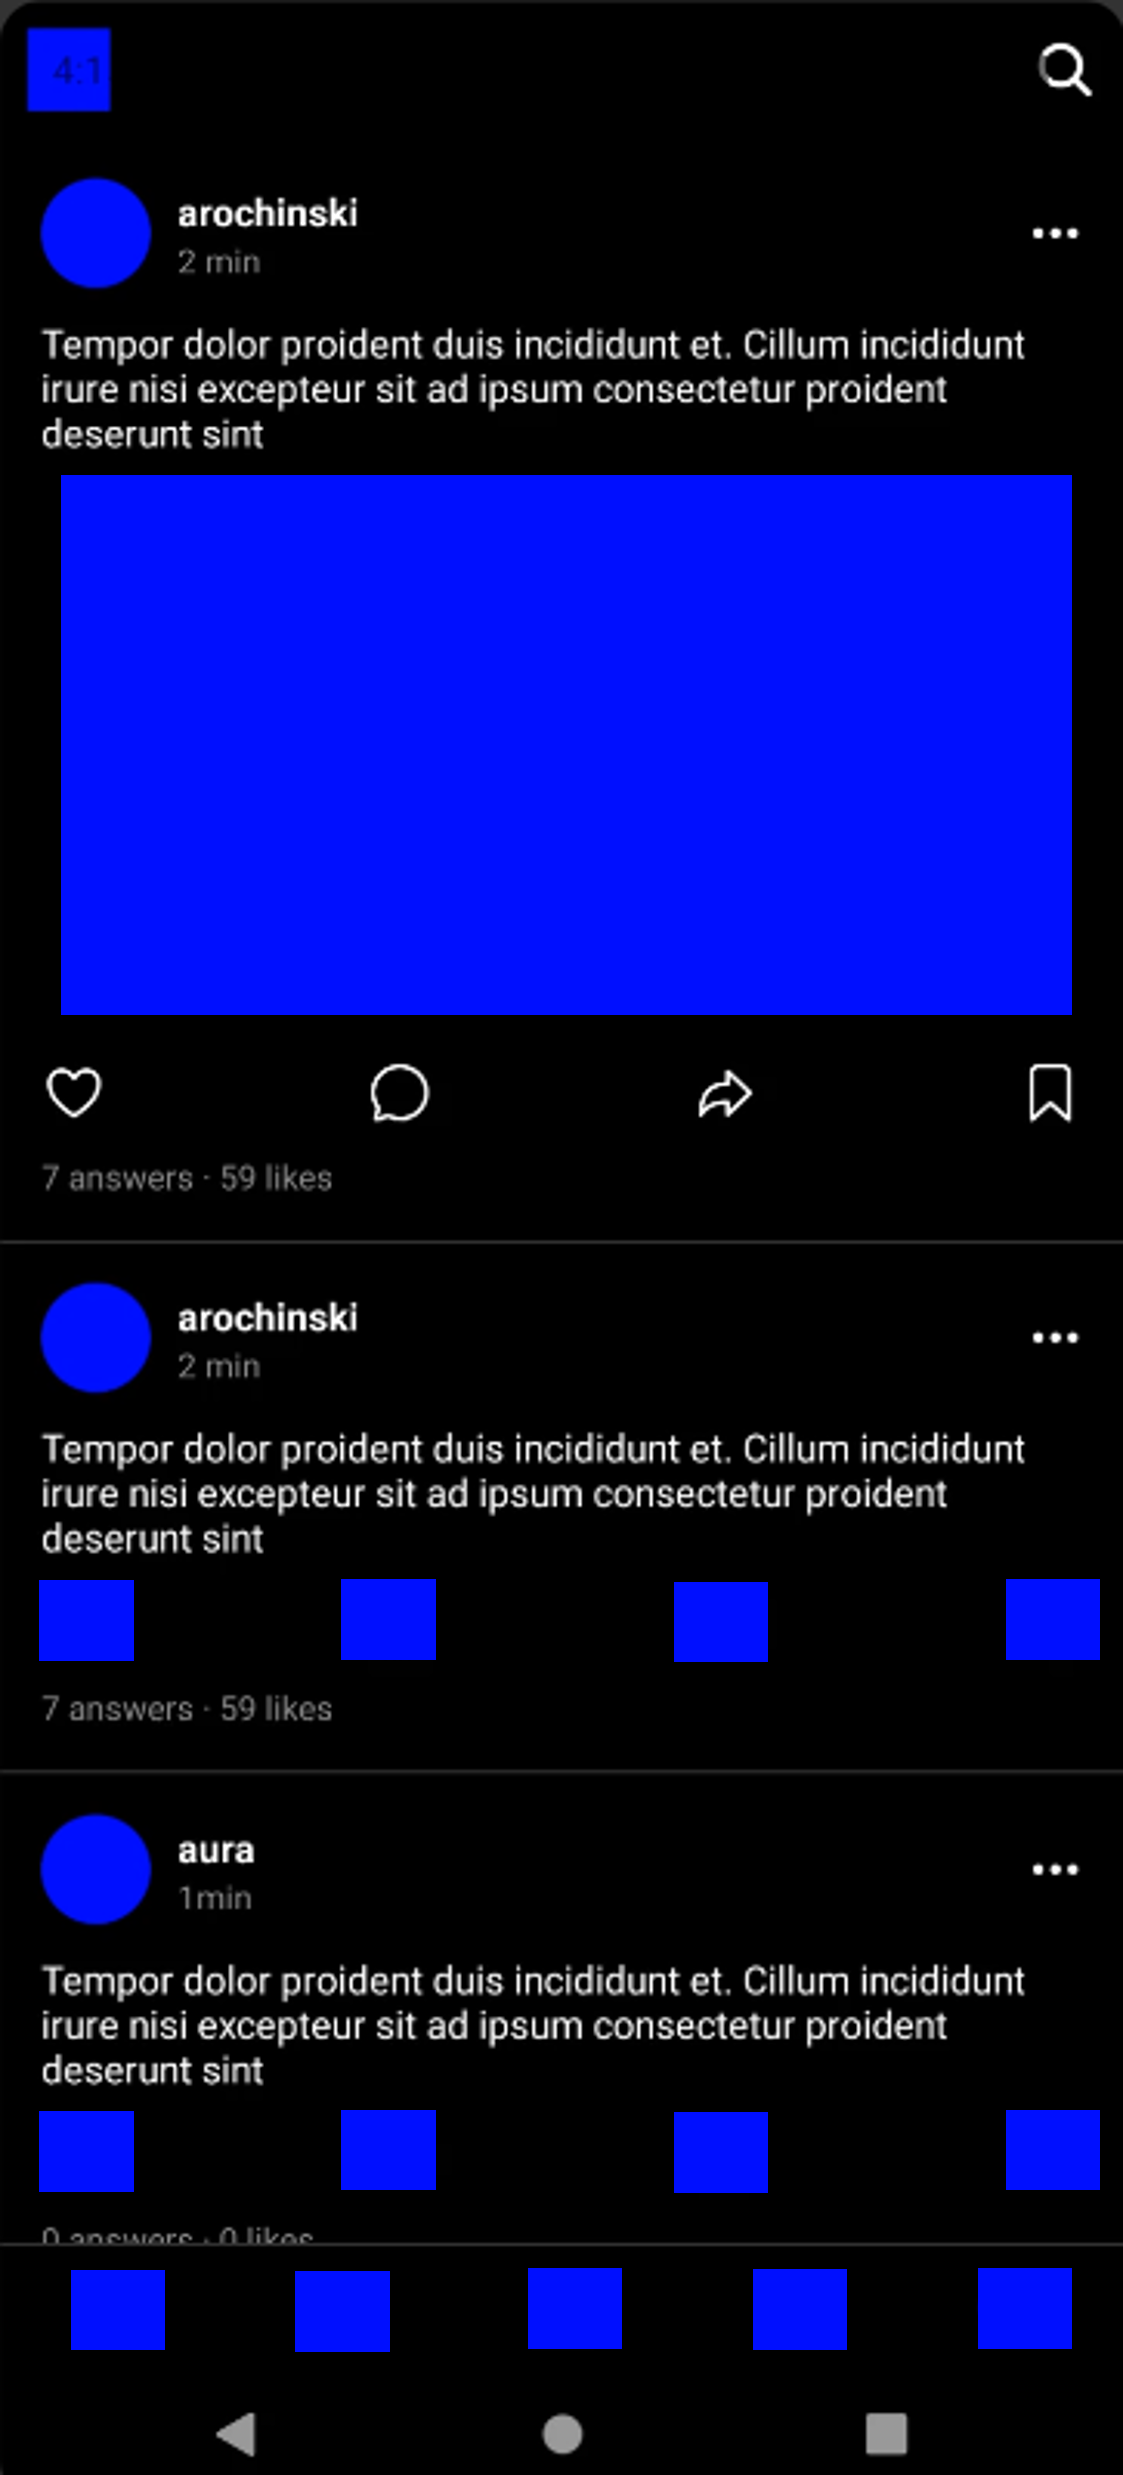 4:1
arochinski
2 min
Tempor dolor proident duis incididunt et. Cillum incididunt
irure nisi excepteur sit ad ipsum consectetur proident
deserunt sint
7 answers · 59 likes
arochinski
2 min
Tempor dolor proident duis incididunt et. Cillum incididunt
irure nisi excepteur sit ad ipsum consectetur proident
deserunt sint
7 answers · 59 likes
aura
1min
Tempor dolor proident duis incididunt et. Cillum incididunt
irure nisi excepteur sit ad ipsum consectetur proident
deserunt sint
0 answers · 0 likes